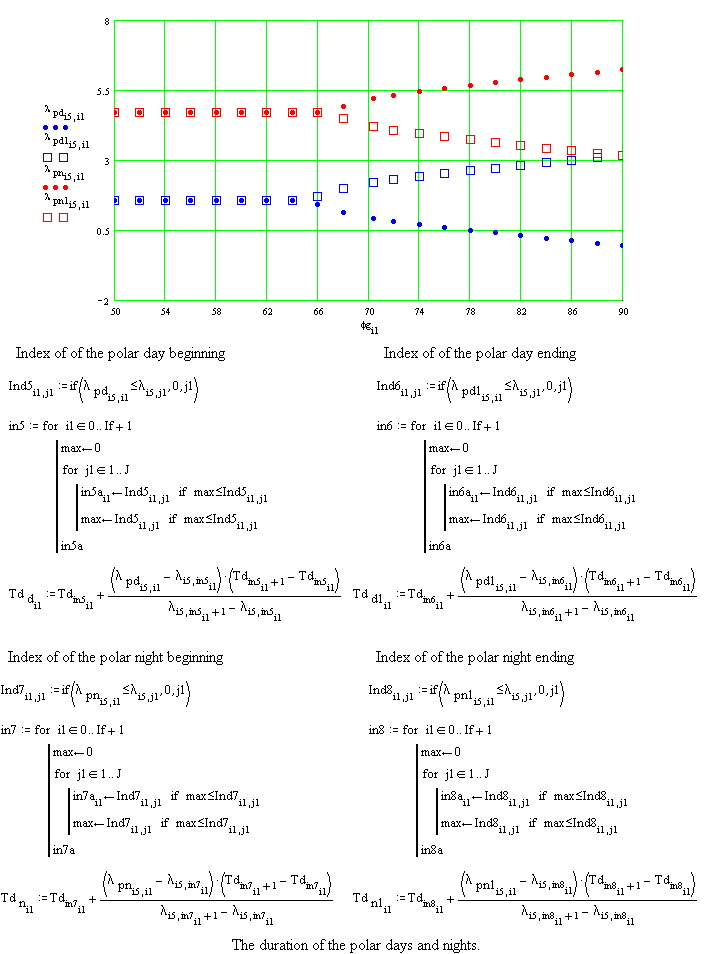 8
5.5
3
0.5
−2
λ pd i5,i1
λ pd1 i5,i1
λ pn i5,i1
λ pn1 i5,i1
50 54 58 62 66 70 74 78 82 86 90
φg i1
Index of of the polar day beginning
Ind5 i1,j1 := if(λ pd i5,i1 ≤ λ i5,j1, 0, j1)
in5 := for i1 ∈ 0.. If + 1
max ← 0
for j1 ∈ 1.. J
in5a i1 ← Ind5 i1,j1 if max ≤ Ind5 i1,j1
max ← Ind5 i1,j1 if max ≤ Ind5 i1,j1
in5a
Td d i1 := Td in5 i1 + (λ pd i5,i1 − λ i5,in5 i1)·(Td in5 i1 + 1 − Td in5 i1) / λ i5,in5 i1 + 1 − λ i5,in5 i1
Index of of the polar day ending
Ind6 i1,j1 := if(λ pd1 i5,i1 ≤ λ i5,j1, 0, j1)
in6 := for i1 ∈ 0.. If + 1
max ← 0
for j1 ∈ 1.. J
in6a i1 ← Ind6 i1,j1 if max ≤ Ind6 i1,j1
max ← Ind6 i1,j1 if max ≤ Ind6 i1,j1
in6a
Td d1 i1 := Td in6 i1 + (λ pd1 i5,i1 − λ i5,in6 i1)·(Td in6 i1 + 1 − Td in6 i1) / λ i5,in6 i1 + 1 − λ i5,in6 i1
Index of of the polar night beginning
Ind7 i1,j1 := if(λ pn i5,i1 ≤ λ i5,j1, 0, j1)
in7 := for i1 ∈ 0.. If + 1
max ← 0
for j1 ∈ 1.. J
in7a i1 ← Ind7 i1,j1 if max ≤ Ind7 i1,j1
max ← Ind7 i1,j1 if max ≤ Ind7 i1,j1
in7a
Td n i1 := Td in7 i1 + (λ pn i5,i1 − λ i5,in7 i1)·(Td in7 i1 + 1 − Td in7 i1) / λ i5,in7 i1 + 1 − λ i5,in7 i1
Index of of the polar night ending
Ind8 i1,j1 := if(λ pn1 i5,i1 ≤ λ i5,j1, 0, j1)
in8 := for i1 ∈ 0.. If + 1
max ← 0
for j1 ∈ 1.. J
in8a i1 ← Ind8 i1,j1 if max ≤ Ind8 i1,j1
max ← Ind8 i1,j1 if max ≤ Ind8 i1,j1
in8a
Td n1 i1 := Td in8 i1 + (λ pn1 i5,i1 − λ i5,in8 i1)·(Td in8 i1 + 1 − Td in8 i1) / λ i5,in8 i1 + 1 − λ i5,in8 i1
The duration of the polar days and nights.